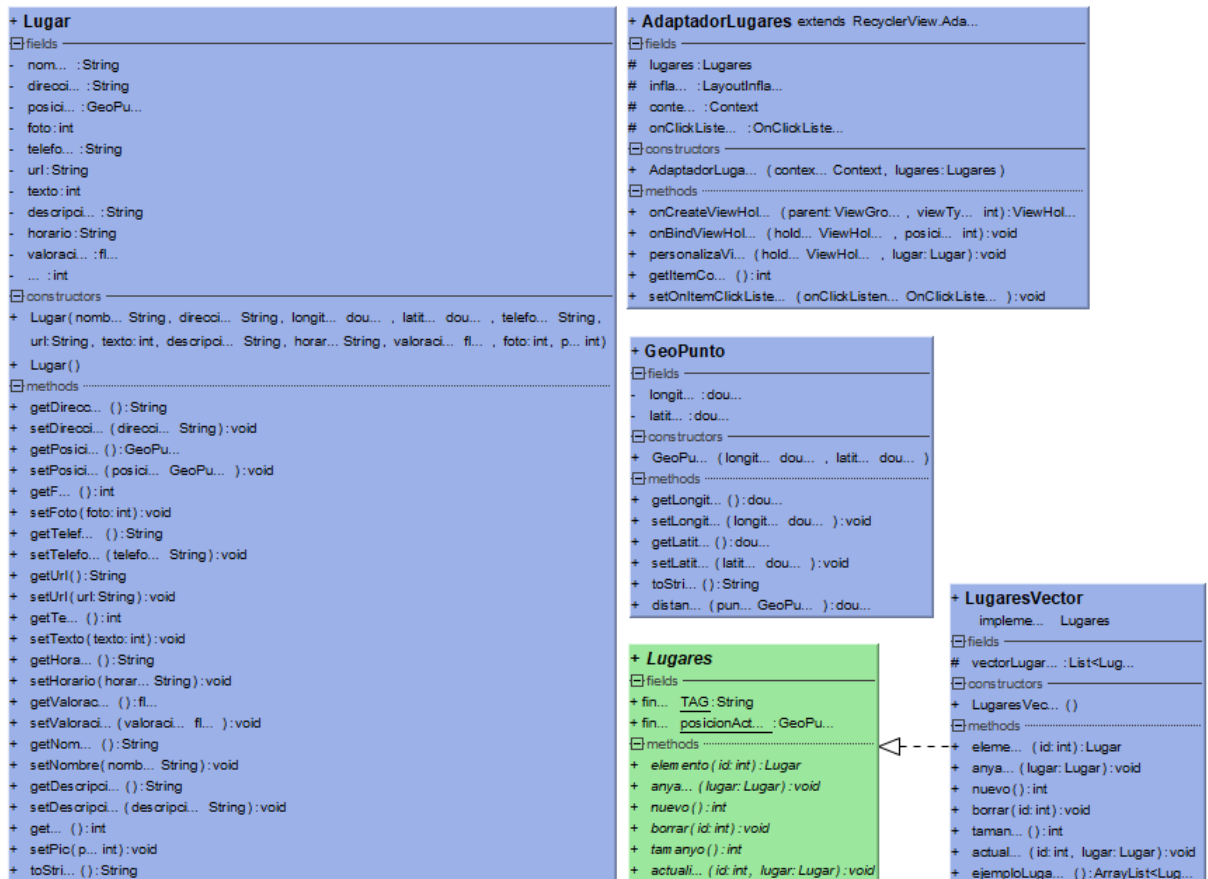 + Lugar
fields
- nom... : String
- direcci... : String
- posici... : GeoPu...
- foto : int
- telefo... : String
- url : String
- texto : int
- descripci... : String
- horario : String
- valoraci... : fl...
- ... : int
constructors
+ Lugar ( nomb... String , direcci... String , longit... dou... , latit... dou... , telefo... String ,
url: String , texto: int , descripci... String , horar... String , valoraci... fl... , foto: int , p... int )
+ Lugar ( )
methods
+ getDirecc... ( ) : String
+ setDirecci... ( direcci... String ) : void
+ getPosici... ( ) : GeoPu...
+ setPosici... ( posici... GeoPu... ) : void
+ getF... ( ) : int
+ setFoto ( foto: int ) : void
+ getTelef... ( ) : String
+ setTelefo... ( telefo... String ) : void
+ getUrl ( ) : String
+ setUrl ( url: String ) : void
+ getTe... ( ) : int
+ setTexto ( texto: int ) : void
+ getHora... ( ) : String
+ setHorario ( horar... String ) : void
+ getValorac... ( ) : fl...
+ setValoraci... ( valoraci... fl... ) : void
+ getNom... ( ) : String
+ setNombre ( nomb... String ) : void
+ getDescripci... ( ) : String
+ setDescripci... ( descripci... String ) : void
+ get... ( ) : int
+ setPic ( p... int ) : void
+ toStri... ( ) : String
+ AdaptadorLugares extends RecyclerView.Ada...
fields
# lugares : Lugares
# infla... : LayoutInfla...
# conte... : Context
# onClickListe... : OnClickListe...
constructors
+ AdaptadorLuga... ( contex... Context , lugares: Lugares )
methods
+ onCreateViewHol... ( parent: ViewGro... , viewTy... int ) : ViewHol...
+ onBindViewHol... ( hold... ViewHol... , posici... int ) : void
+ personalizaVi... ( hold... ViewHol... , lugar: Lugar ) : void
+ getItemCo... ( ) : int
+ setOnItemClickListe... ( onClickListen... OnClickListe... ) : void
+ GeoPunto
fields
- longit... : dou...
- latit... : dou...
constructors
+ GeoPu... ( longit... dou... , latit... dou... )
methods
+ getLongit... ( ) : dou...
+ setLongit... ( longit... dou... ) : void
+ getLatit... ( ) : dou...
+ setLatit... ( latit... dou... ) : void
+ toStri... ( ) : String
+ distan... ( pun... GeoPu... ) : dou...
+ Lugares
fields
+ fin... TAG : String
+ fin... posicionAct... : GeoPu...
methods
+ elemento ( id: int ) : Lugar
+ anya... ( lugar: Lugar ) : void
+ nuevo ( ) : int
+ borrar ( id: int ) : void
+ tamanyo ( ) : int
+ actuali... ( id: int , lugar: Lugar ) : void
+ LugaresVector
impleme... Lugares
fields
# vectorLugar... : List<Lug...
constructors
+ LugaresVec... ( )
methods
+ eleme... ( id: int ) : Lugar
+ anya... ( lugar: Lugar ) : void
+ nuevo ( ) : int
+ borrar ( id: int ) : void
+ taman... ( ) : int
+ actual... ( id: int , lugar: Lugar ) : void
+ ejemploLuga... ( ) : ArrayList<Lug...